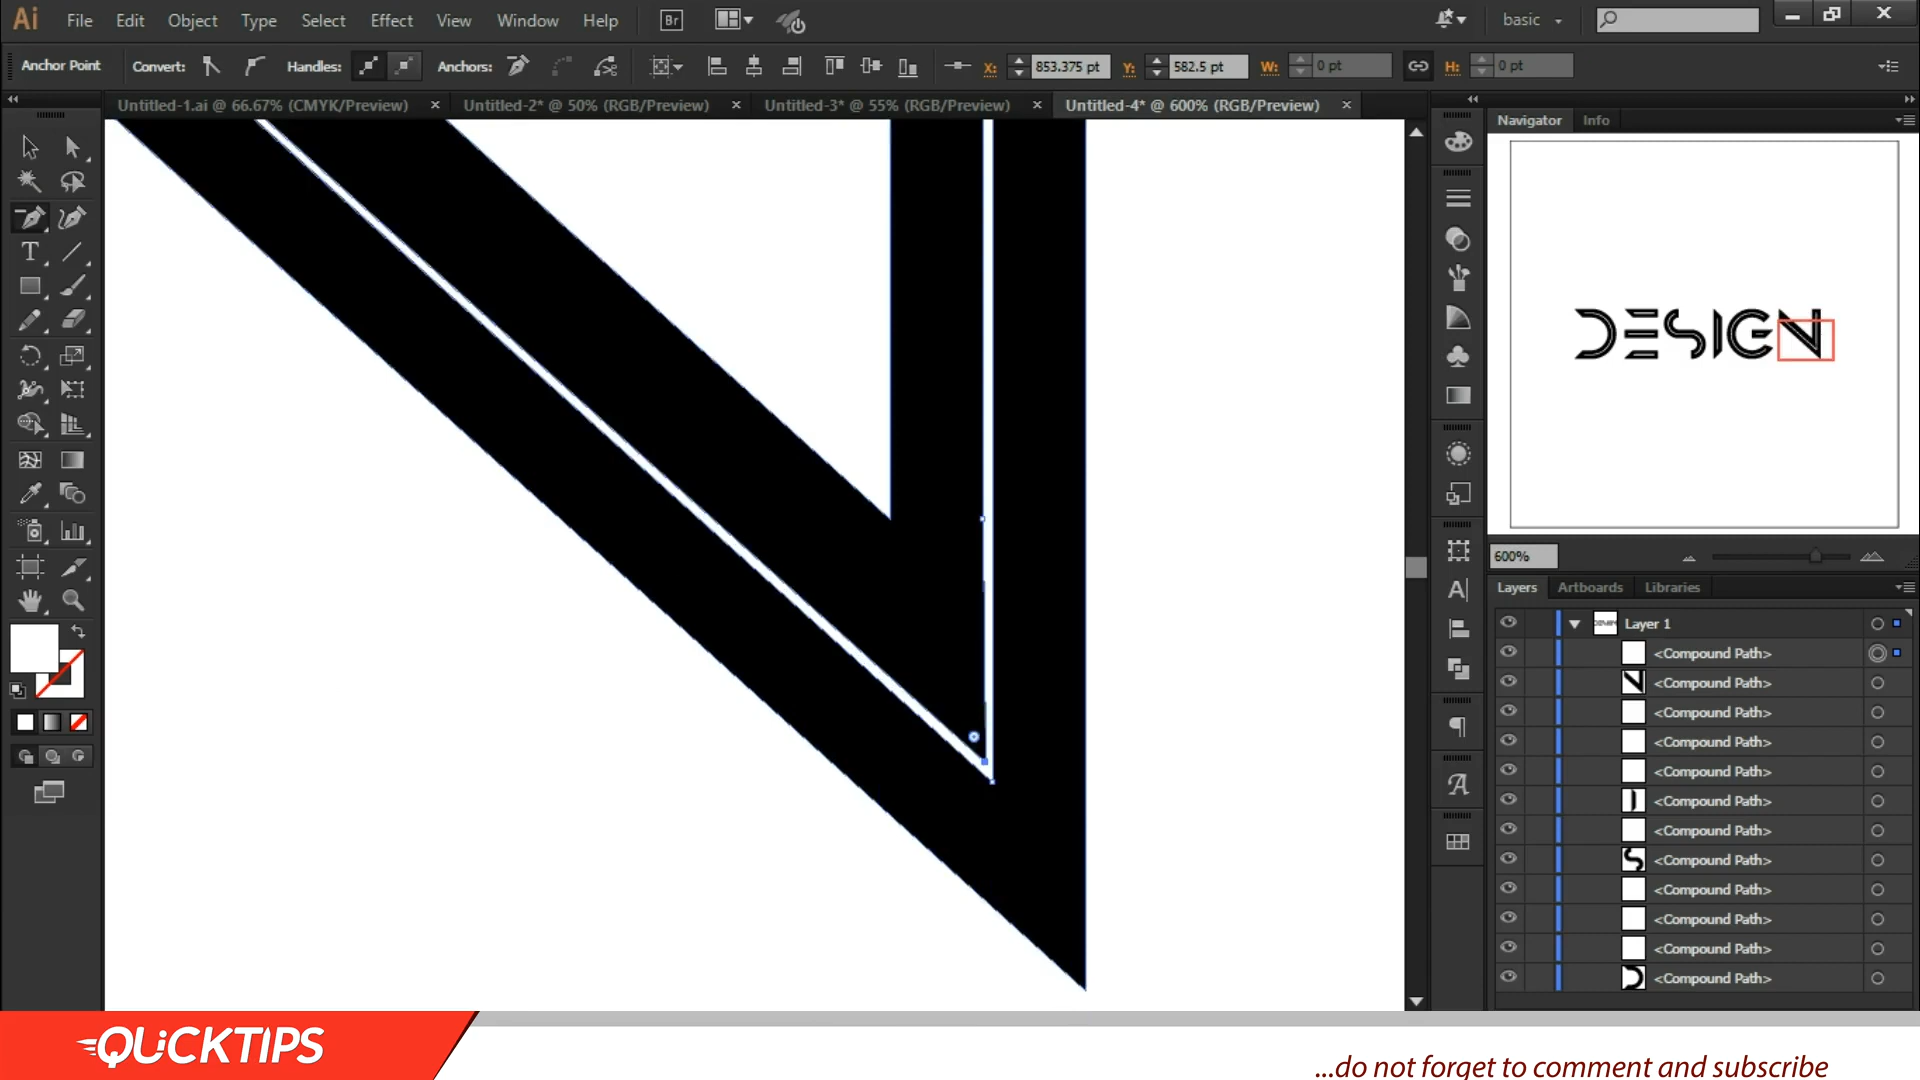 Ai File Edit Object Type Select Effect View Window Help Br basic
Anchor Point Convert: Handles: Anchors: X: 853.375 pt Y: 582.5 pt W: 0 pt H: 0 pt
Untitled-1.ai @ 66.67% (CMYK/Preview) × Untitled-2* @ 50% (RGB/Preview) × Untitled-3* @ 55% (RGB/Preview) × Untitled-4* @ 600% (RGB/Preview) ×
Navigator Info
DESIGN
600%
Layers Artboards Libraries
Layer 1
<Compound Path>
<Compound Path>
<Compound Path>
<Compound Path>
<Compound Path>
<Compound Path>
<Compound Path>
<Compound Path>
<Compound Path>
<Compound Path>
<Compound Path>
<Compound Path>
QUiCKTIPS
...do not forget to comment and subscribe